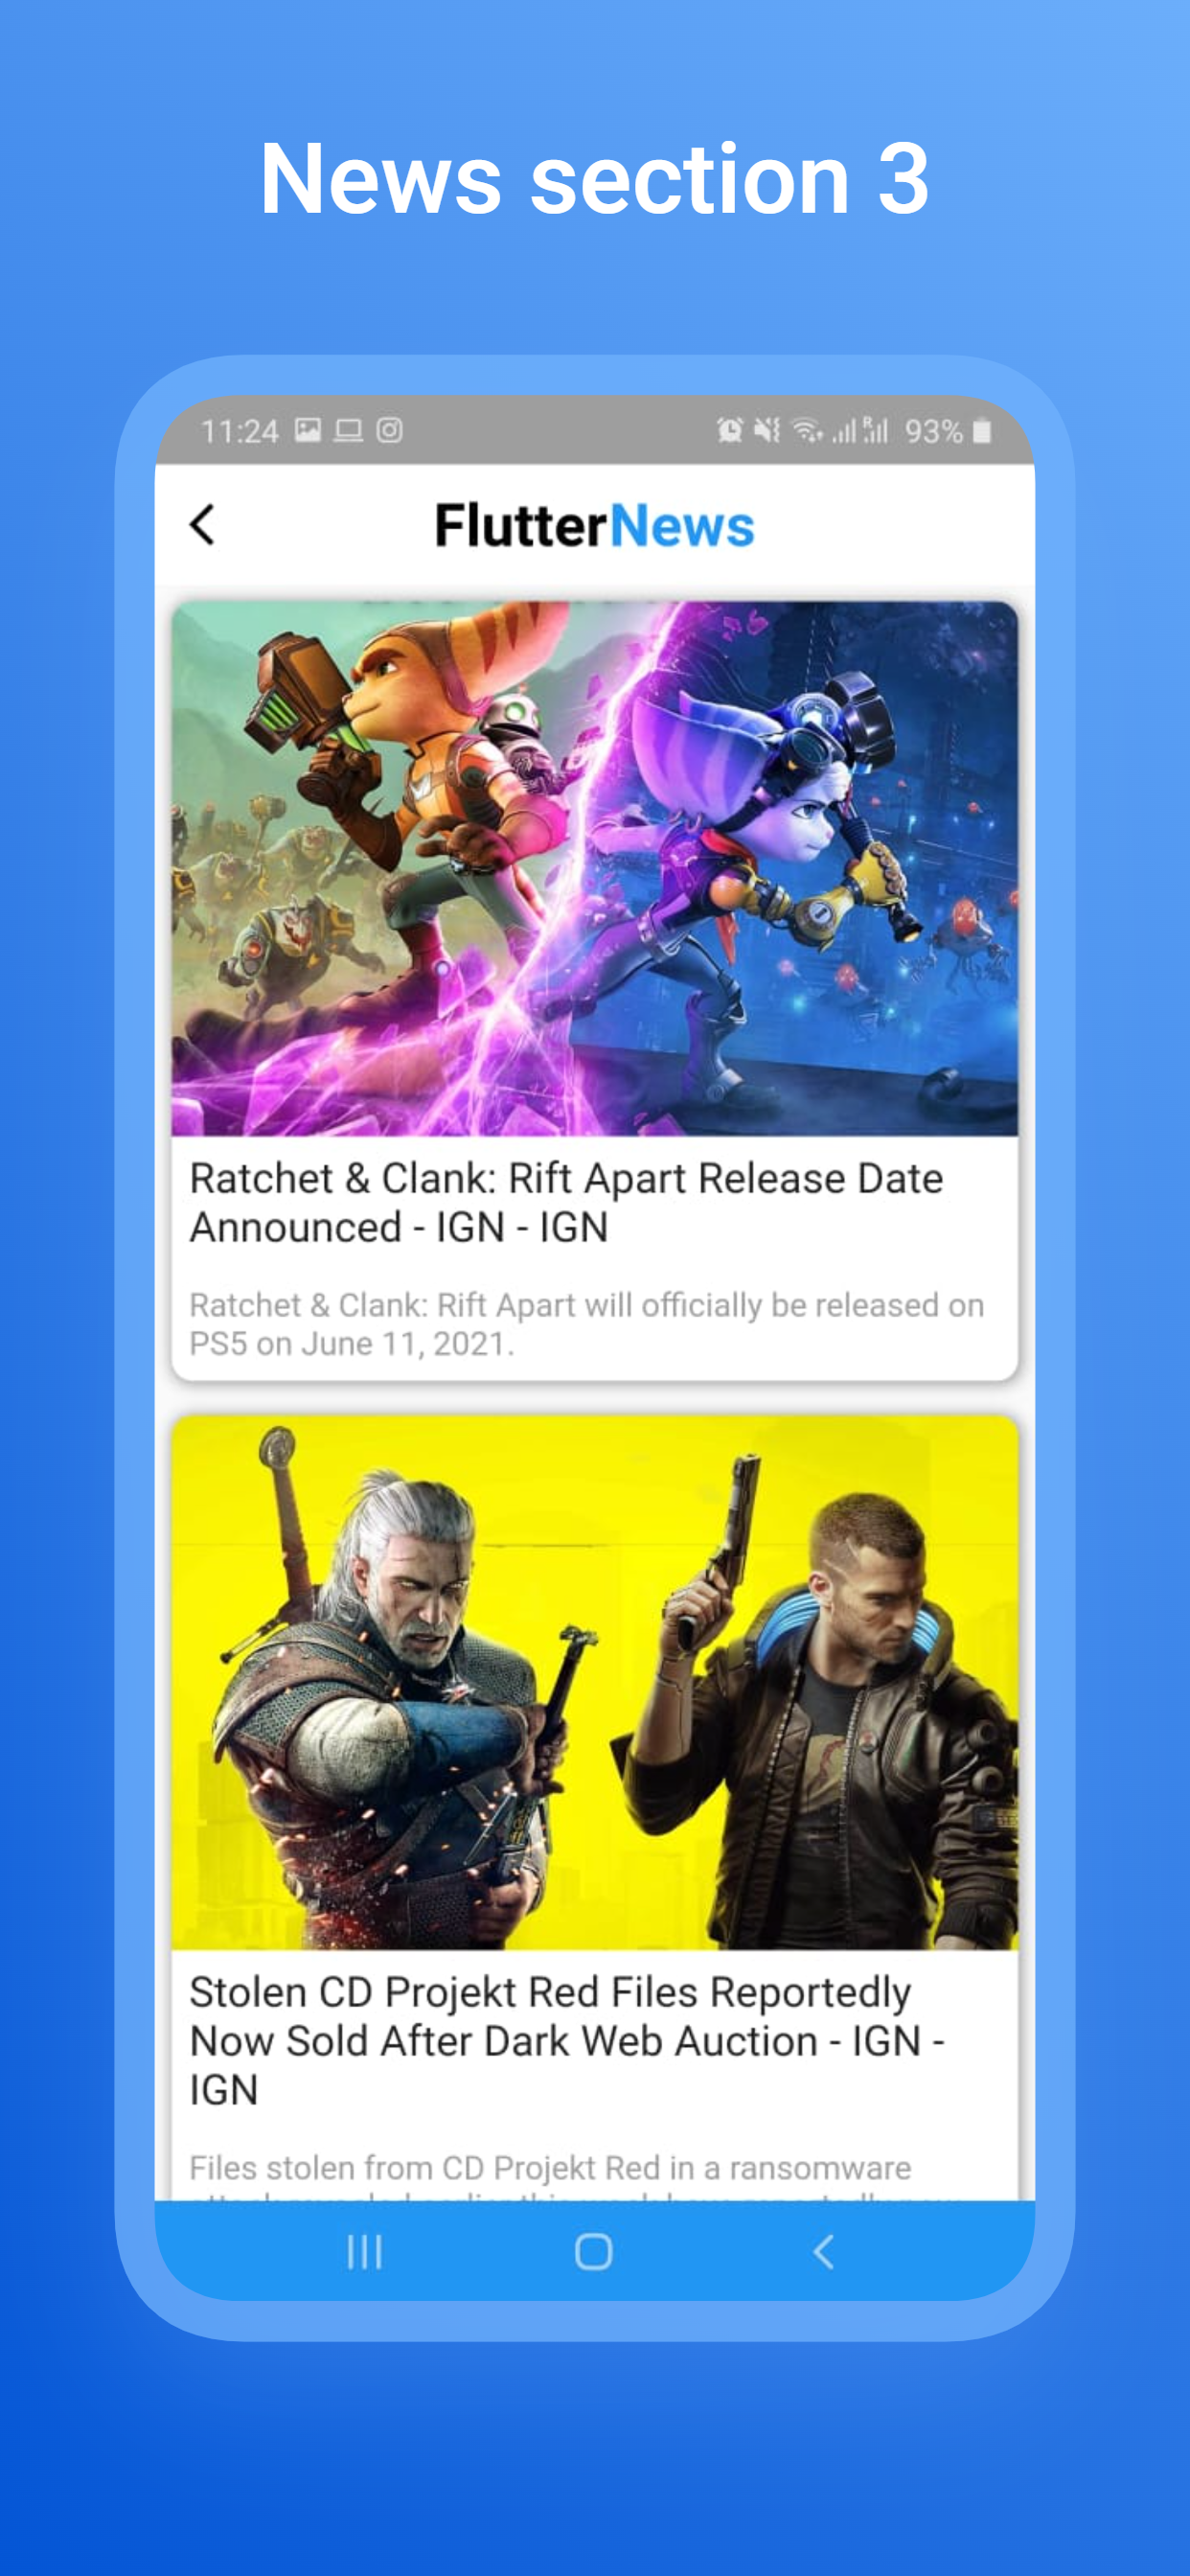 News section 3
11:24
93%
FlutterNews
Ratchet & Clank: Rift Apart Release Date
Announced - IGN - IGN
Ratchet & Clank: Rift Apart will officially be released on
PS5 on June 11, 2021.
Stolen CD Projekt Red Files Reportedly
Now Sold After Dark Web Auction - IGN -
IGN
Files stolen from CD Projekt Red in a ransomware